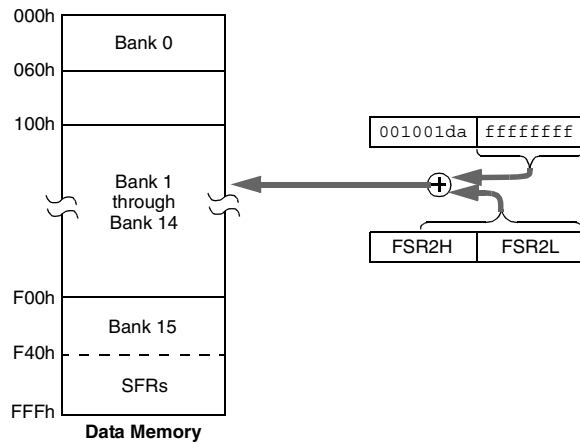 000h
Bank 0
060h
100h
Bank 1
through
Bank 14
F00h
Bank 15
F40h
SFRs
FFFh
Data Memory
001001da ffffffff
+
FSR2H FSR2L